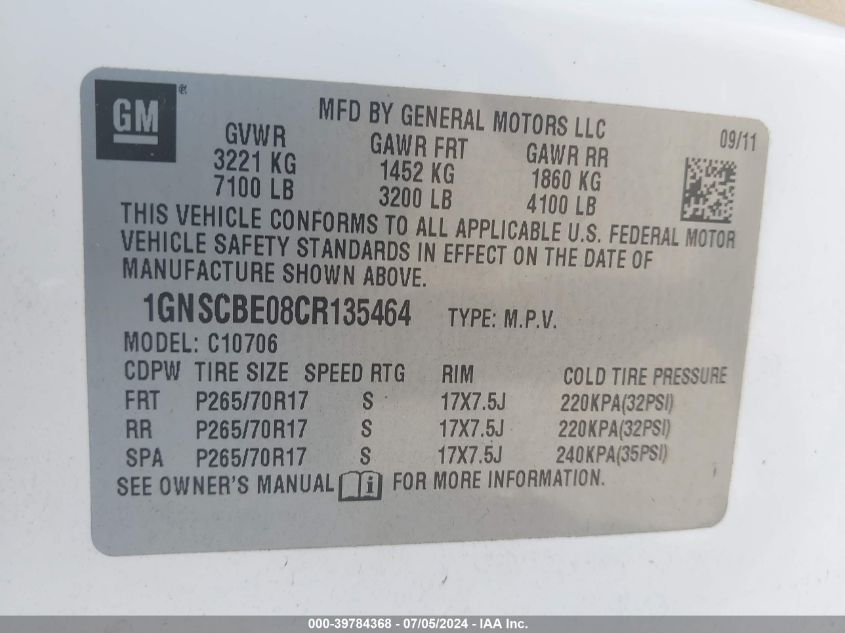 GM ®
MFD BY GENERAL MOTORS LLC
09/11
GVWR GAWR FRT GAWR RR
3221 KG 1452 KG 1860 KG
7100 LB 3200 LB 4100 LB
THIS VEHICLE CONFORMS TO ALL APPLICABLE U.S. FEDERAL MOTOR
VEHICLE SAFETY STANDARDS IN EFFECT ON THE DATE OF
MANUFACTURE SHOWN ABOVE.
1GNSCBE08CR135464 TYPE: M.P.V.
MODEL: C10706
CDPW TIRE SIZE SPEED RTG RIM COLD TIRE PRESSURE
FRT P265/70R17 S 17X7.5J 220KPA(32PSI)
RR P265/70R17 S 17X7.5J 220KPA(32PSI)
SPA P265/70R17 S 17X7.5J 240KPA(35PSI)
SEE OWNER'S MANUAL i FOR MORE INFORMATION.
000-39784368 - 07/05/2024 - IAA Inc.